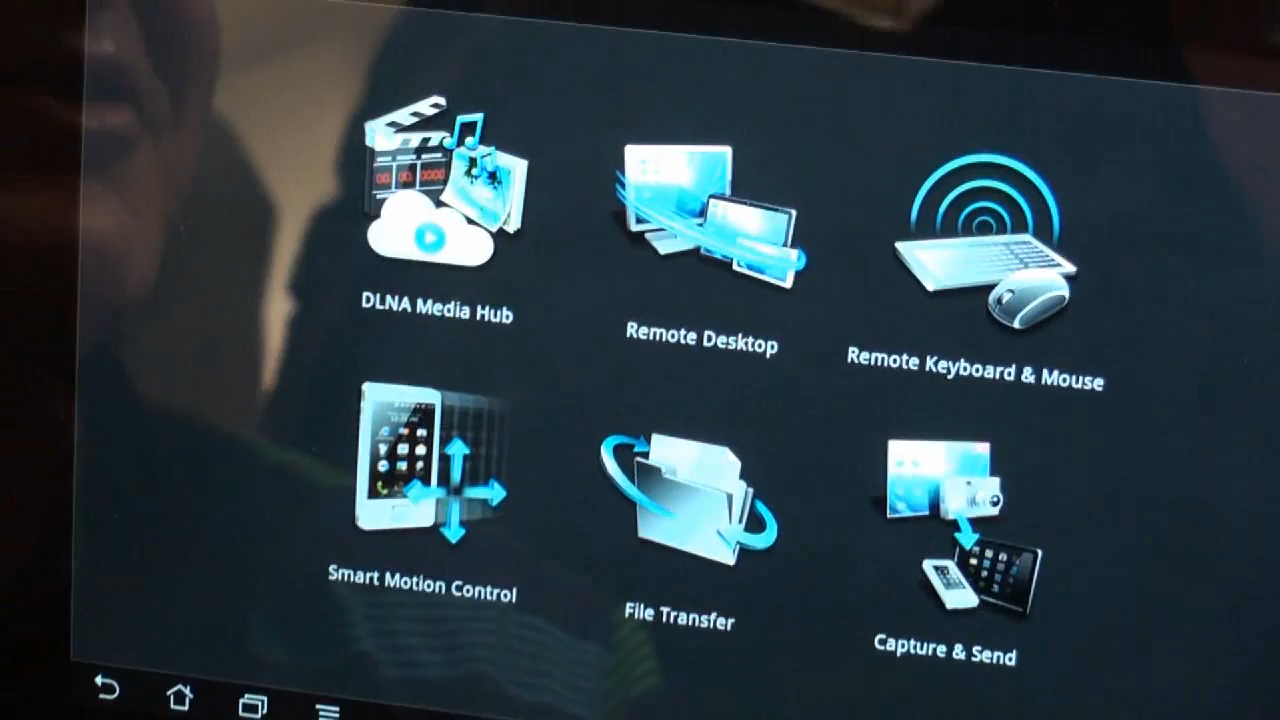 DLNA Media Hub
Remote Desktop
Remote Keyboard & Mouse
Smart Motion Control
File Transfer
Capture & Send